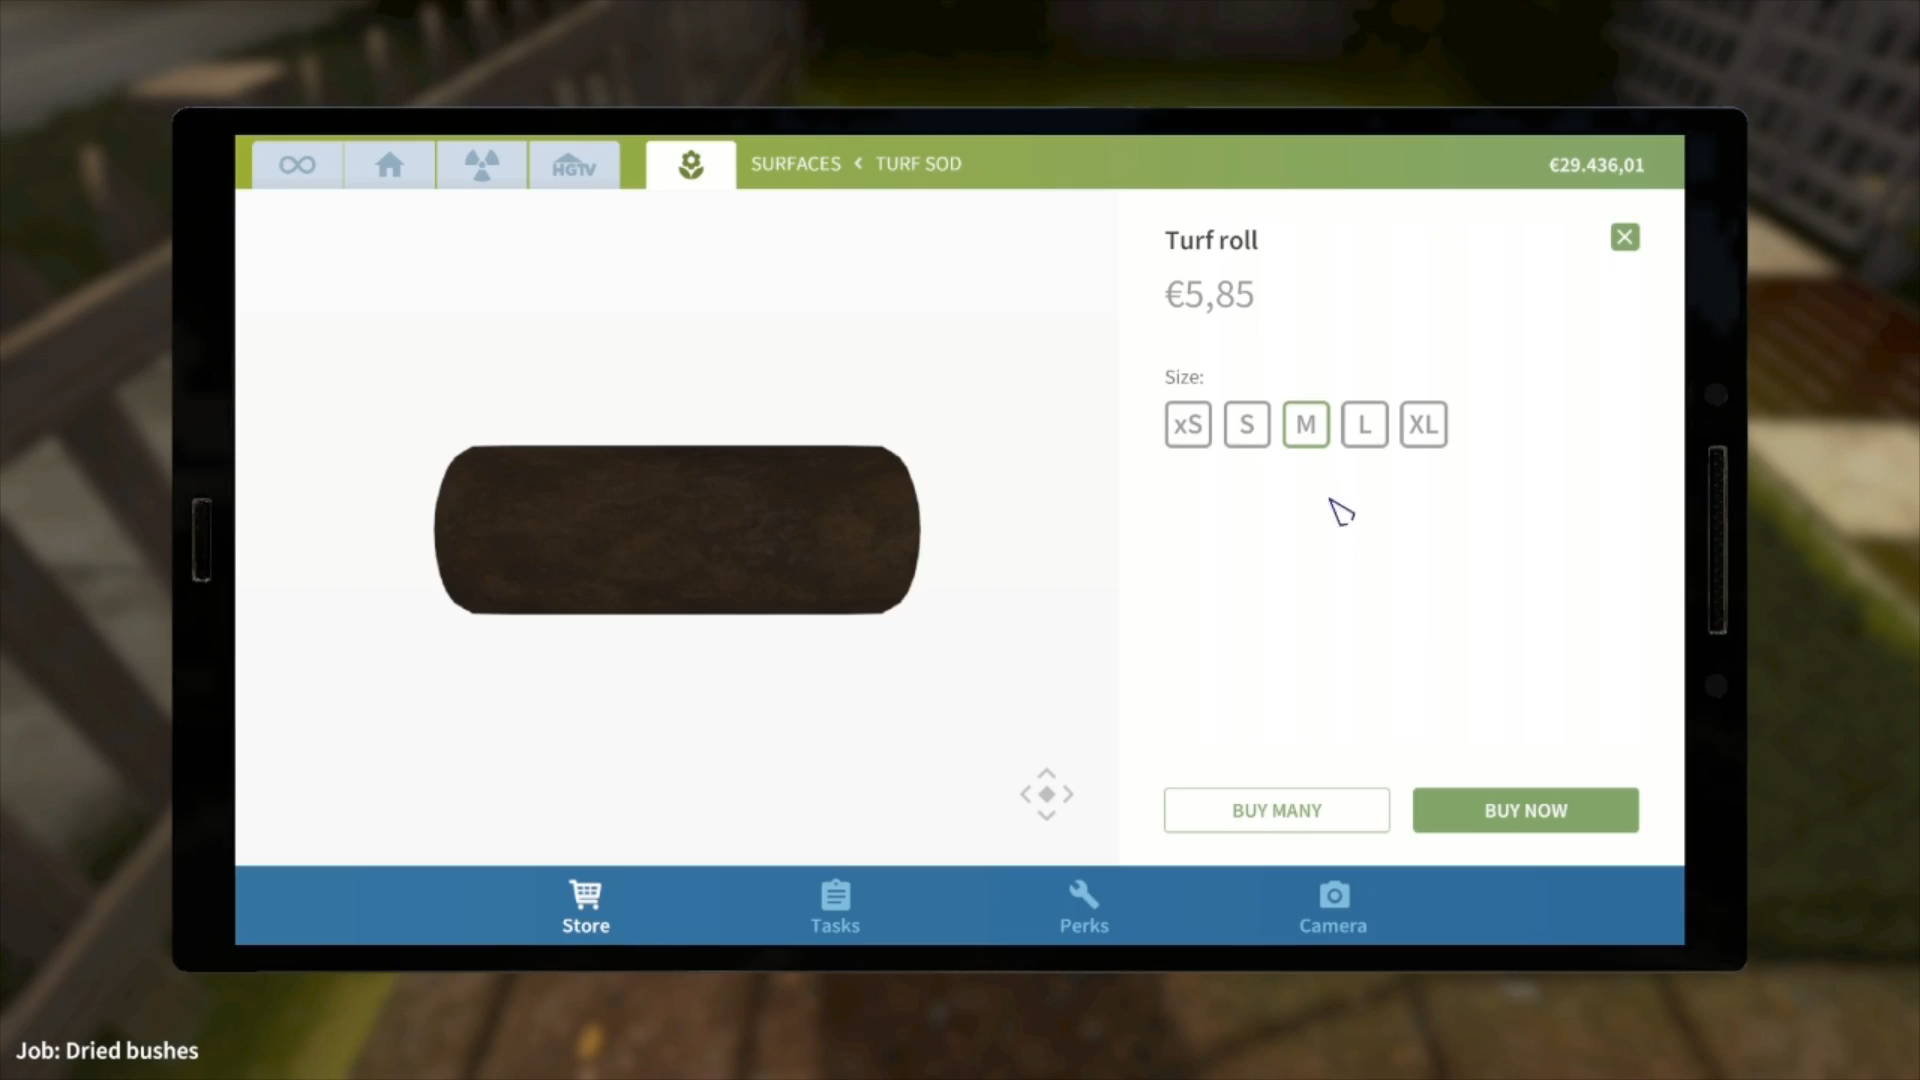 HGTV
SURFACES < TURF SOD
€29.436,01
Turf roll
€5,85
Size:
xS S M L XL
BUY MANY
BUY NOW
Store
Tasks
Perks
Camera
Job: Dried bushes